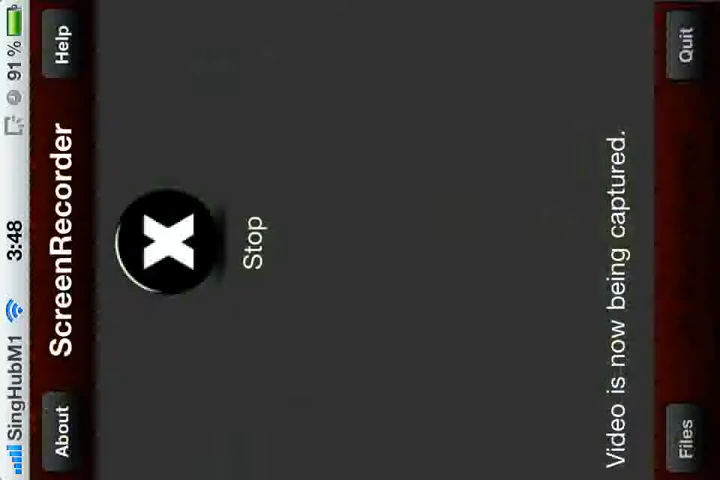 SingHubM1 3:48 91 %
About ScreenRecorder Help
Stop
Video is now being captured.
Files Quit